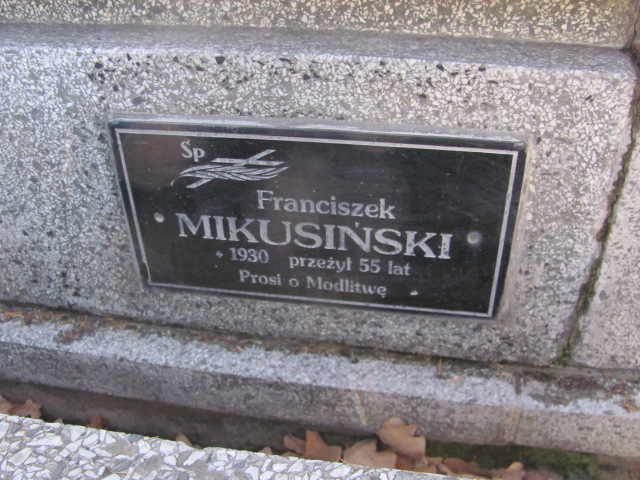 Śp
Franciszek
MIKUSIŃSKI
+ 1930 przeżył 55 lat
Prosi o Modlitwę